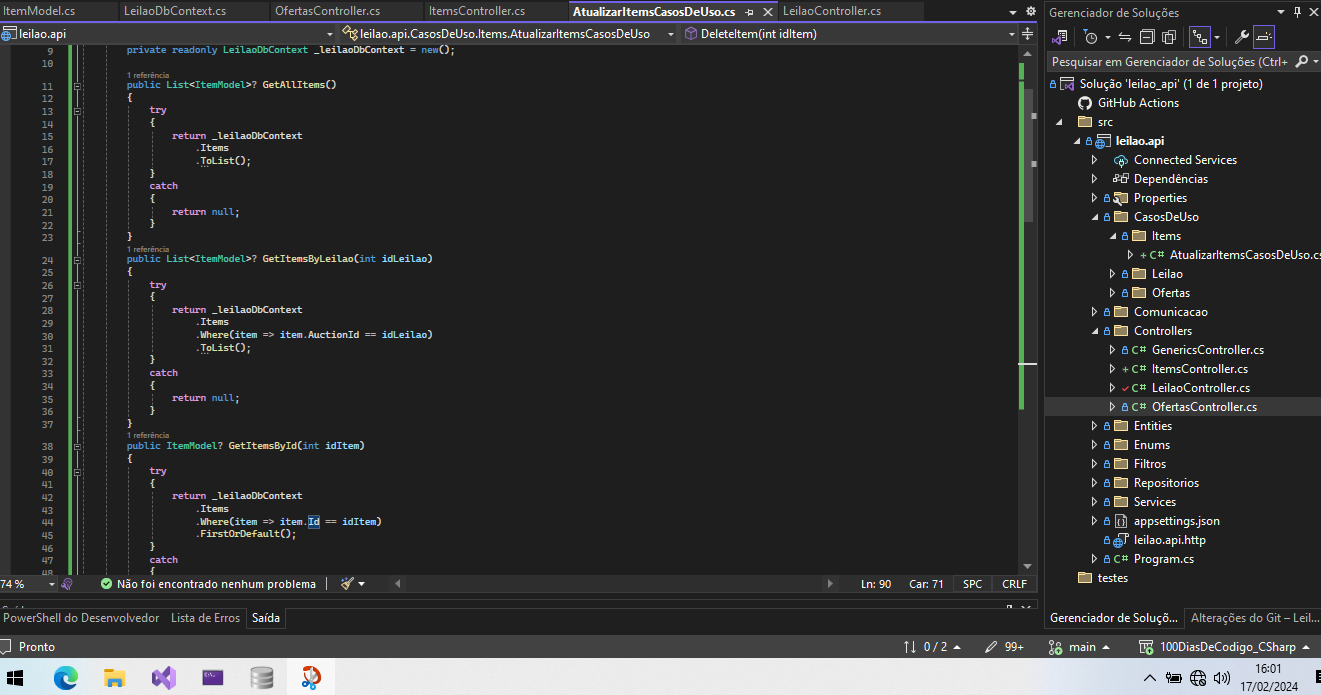 ItemModel.cs LeilaoDbContext.cs OfertasController.cs ItemsController.cs AtualizarItemsCasosDeUso.cs LeilaoController.cs
leilao.api leilao.api.CasosDeUso.Items.AtualizarItemsCasosDeUso DeleteItem(int idItem)
9 private readonly LeilaoDbContext _leilaoDbContext = new();
10
1 referência
11 public List<ItemModel>? GetAllItems()
12 {
13 try
14 {
15 return _leilaoDbContext
16 .Items
17 .ToList();
18 }
19 catch
20 {
21 return null;
22 }
23 }
1 referência
24 public List<ItemModel>? GetItemsByLeilao(int idLeilao)
25 {
26 try
27 {
28 return _leilaoDbContext
29 .Items
30 .Where(item => item.AuctionId == idLeilao)
31 .ToList();
32 }
33 catch
34 {
35 return null;
36 }
37 }
1 referência
38 public ItemModel? GetItemsById(int idItem)
39 {
40 try
41 {
42 return _leilaoDbContext
43 .Items
44 .Where(item => item.Id == idItem)
45 .FirstOrDefault();
46 }
47 catch
48 {
74 % Não foi encontrado nenhum problema Ln: 90 Car: 71 SPC CRLF
PowerShell do Desenvolvedor Lista de Erros Saída
Gerenciador de Soluções
Pesquisar em Gerenciador de Soluções (Ctrl+
Solução 'leilao_api' (1 de 1 projeto)
GitHub Actions
src
leilao.api
Connected Services
Dependências
Properties
CasosDeUso
Items
C# AtualizarItemsCasosDeUso.cs
Leilao
Ofertas
Comunicacao
Controllers
C# GenericsController.cs
C# ItemsController.cs
C# LeilaoController.cs
C# OfertasController.cs
Entities
Enums
Filtros
Repositorios
Services
appsettings.json
leilao.api.http
C# Program.cs
testes
Gerenciador de Soluçõ... Alterações do Git – Leil...
Pronto 0 / 2 99+ main 100DiasDeCodigo_CSharp
16:01
17/02/2024